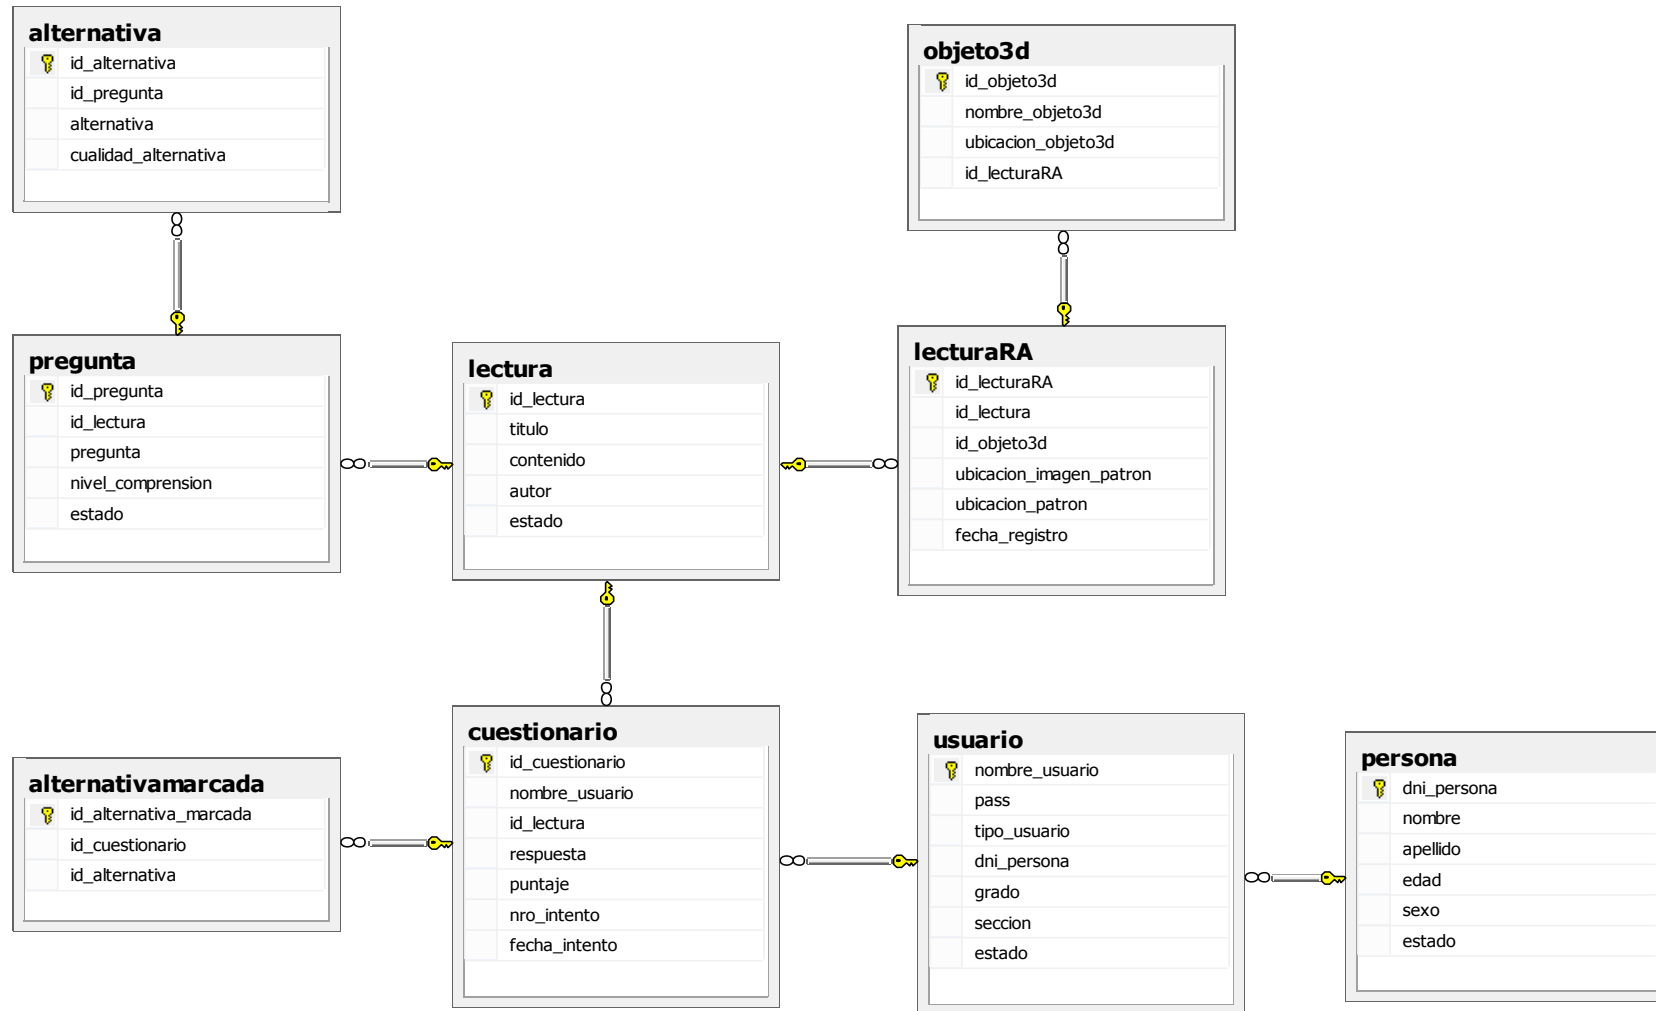 alternativa
id_alternativa
id_pregunta
alternativa
cualidad_alternativa
objeto3d
id_objeto3d
nombre_objeto3d
ubicacion_objeto3d
id_lecturaRA
pregunta
id_pregunta
id_lectura
pregunta
nivel_comprension
estado
lectura
id_lectura
titulo
contenido
autor
estado
lecturaRA
id_lecturaRA
id_lectura
id_objeto3d
ubicacion_imagen_patron
ubicacion_patron
fecha_registro
alternativamarcada
id_alternativa_marcada
id_cuestionario
id_alternativa
cuestionario
id_cuestionario
nombre_usuario
id_lectura
respuesta
puntaje
nro_intento
fecha_intento
usuario
nombre_usuario
pass
tipo_usuario
dni_persona
grado
seccion
estado
persona
dni_persona
nombre
apellido
edad
sexo
estado